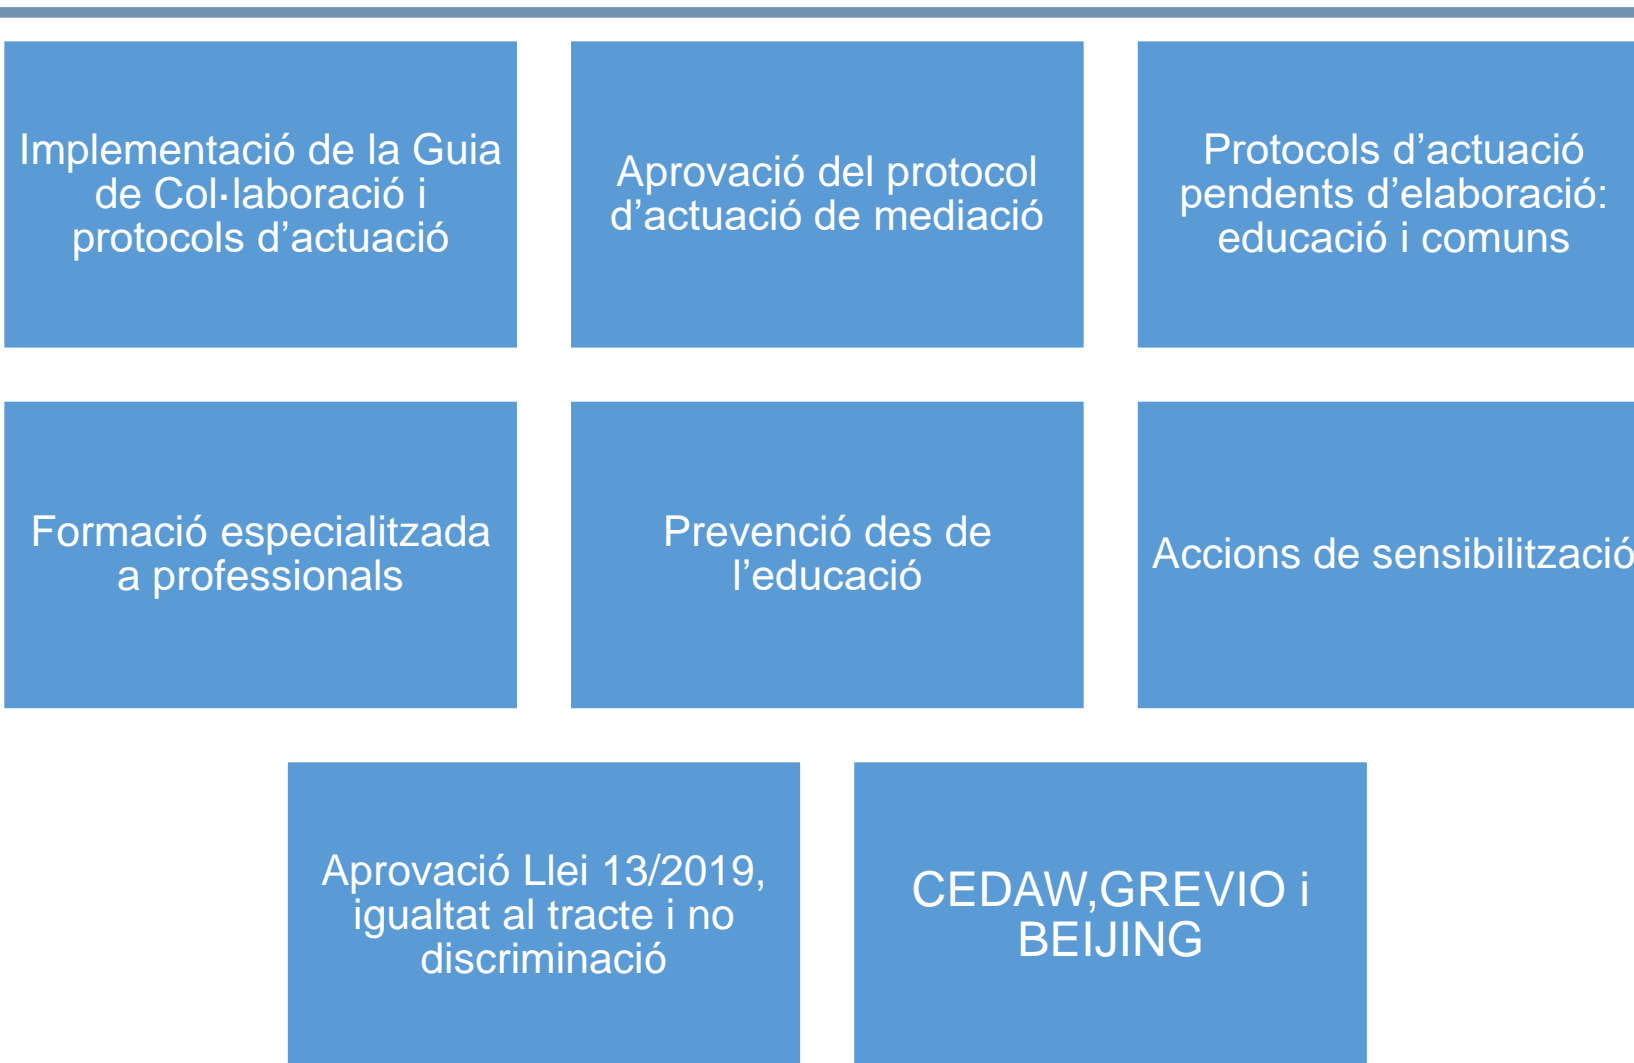 Implementació de la Guia
de Col·laboració i
protocols d’actuació
Aprovació del protocol
d’actuació de mediació
Protocols d’actuació
pendents d’elaboració:
educació i comuns
Formació especialitzada
a professionals
Prevenció des de
l’educació
Accions de sensibilització
Aprovació Llei 13/2019,
igualtat al tracte i no
discriminació
CEDAW,GREVIO i
BEIJING